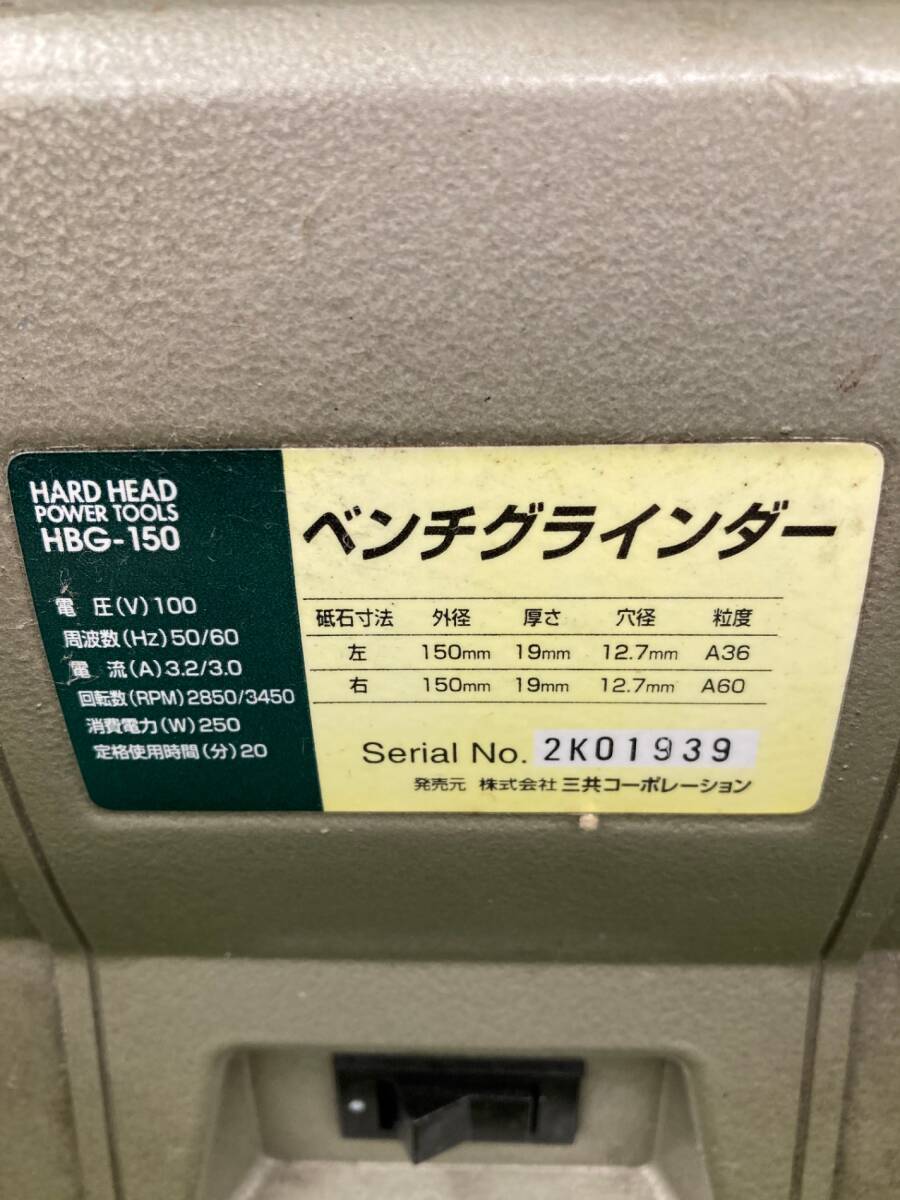 HARD HEAD
POWER TOOLS
HBG-150
電 圧(V)100
周波数(Hz)50/60
電 流(A)3.2/3.0
回転数(RPM)2850/3450
消費電力(W)250
定格使用時間(分)20
ベンチグラインダー
砥石寸法 外径 厚さ 穴径 粒度
左 150mm 19mm 12.7mm A36
右 150mm 19mm 12.7mm A60
Serial No. 2K01939
発売元 株式会社 三共コーポレーション